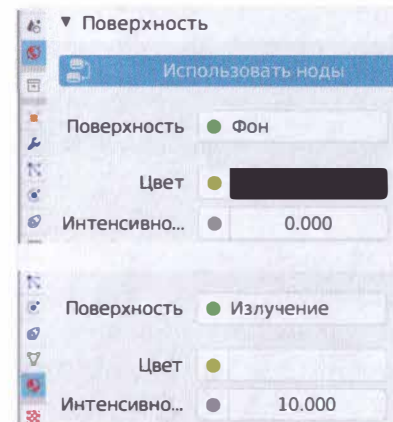 ▼ Поверхность
Использовать ноды
Поверхность Фон
Цвет
Интенсивно... 0.000
Поверхность Излучение
Цвет
Интенсивно... 10.000